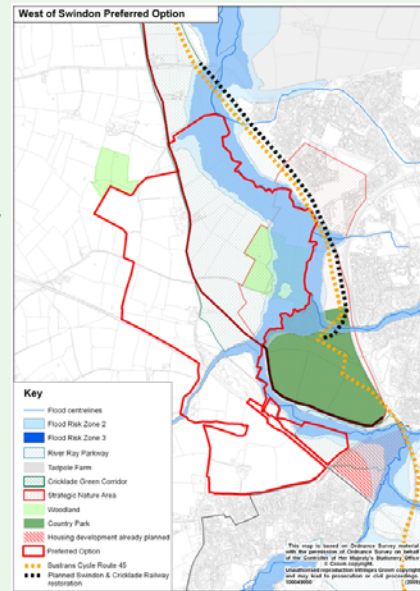 West of Swindon Preferred Option
Key
Flood centrelines
Flood Risk Zone 2
Flood Risk Zone 3
River Ray Parkway
Tadpole Farm
Cricklade Green Corridor
Strategic Nature Area
Woodland
Country Park
Housing development already planned
Preferred Option
Sustrans Cycle Route 45
Planned Swindon & Cricklade Railway
restoration
This map is based on Ordnance Survey material
with the permission of Ordnance Survey on behalf
of the Controller of Her Majesty's Stationery Office
© Crown copyright.
Unauthorised reproduction infringes Crown copyright
and may lead to prosecution or civil proceedings
100049050 (2009)